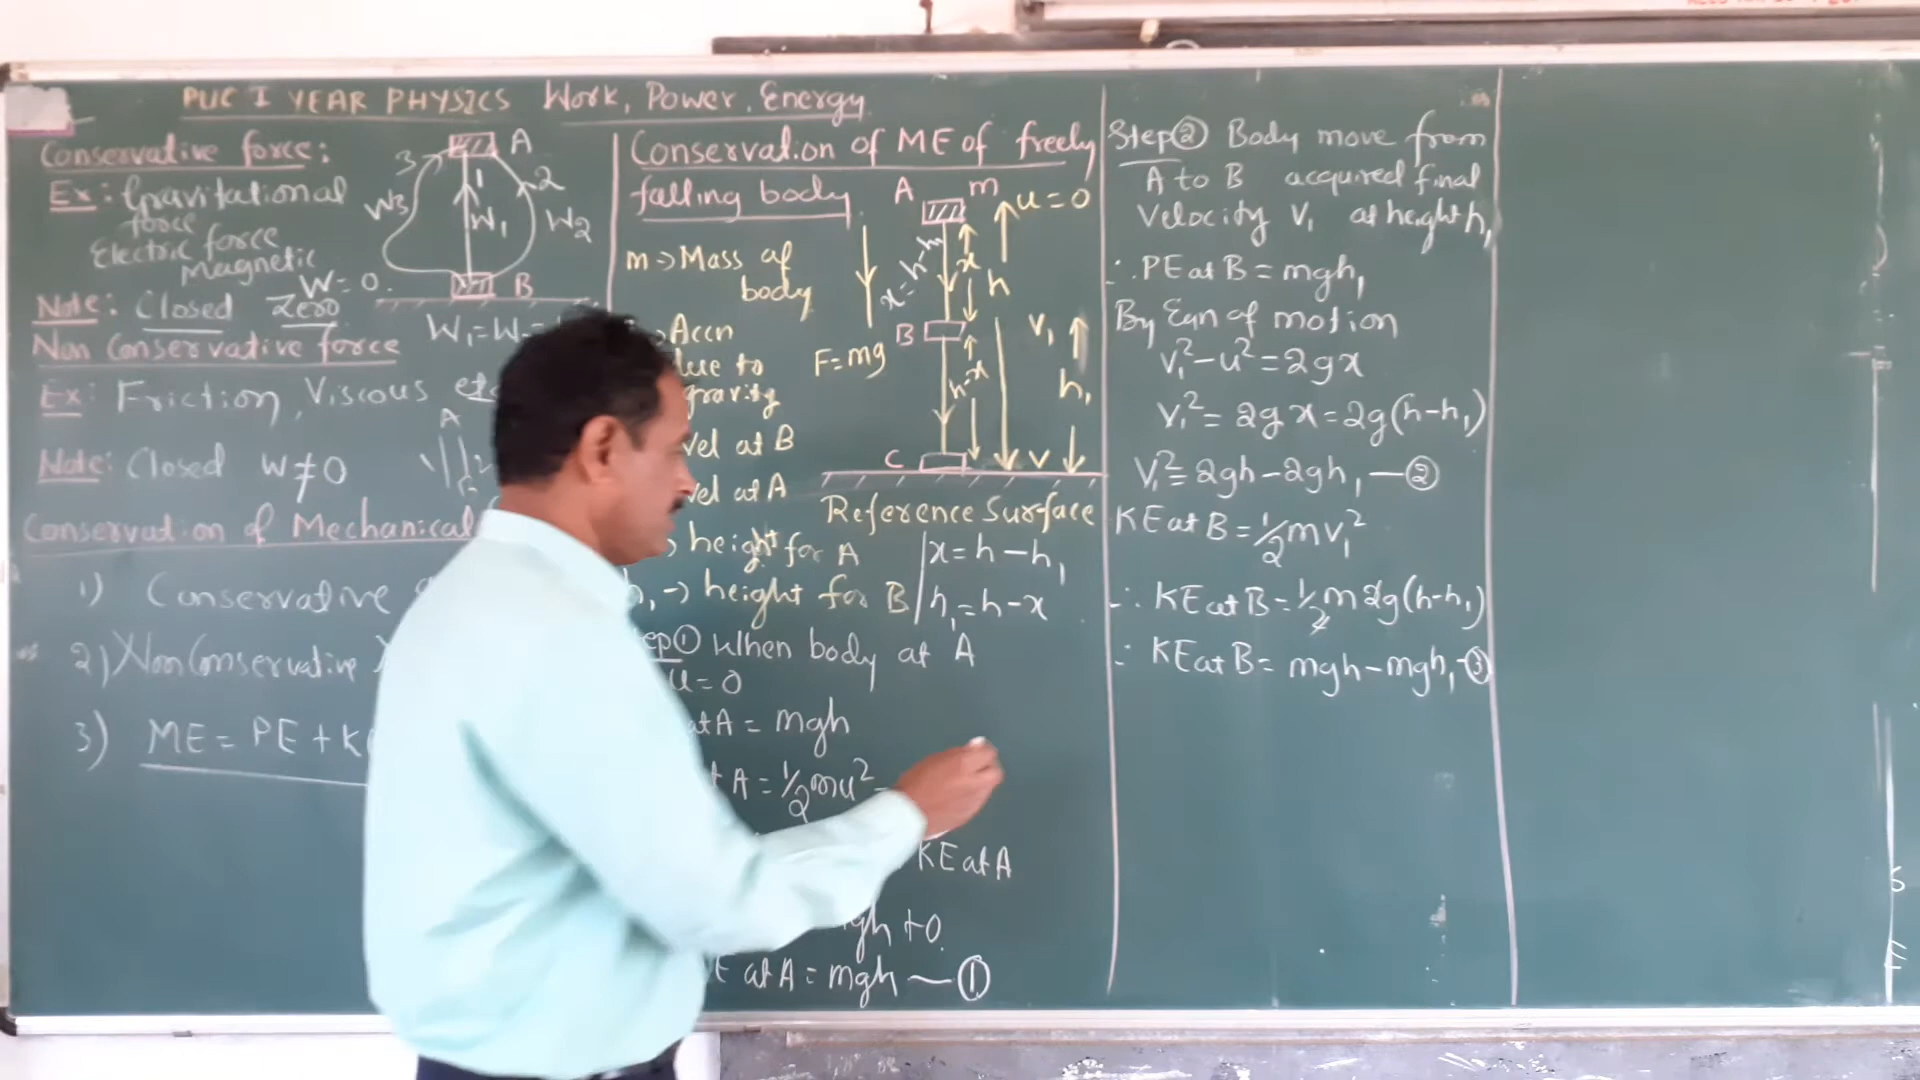 PUC I YEAR PHYSICS Work, Power, Energy
Conservative force:
Ex: Gravitational
force
Electric force
Magnetic
W=0.
Note: Closed Zero
A
3
1
2
W3
W1
W2
B
W1=W
Non Conservative force
Ex: Friction, Viscous etc
A
Note: Closed W≠0
Conservation of Mechanical
1) Conservative
2) Non Conservative
3) ME = PE + K
Conservation of ME of freely
falling body
A m u=0
x=h-h1
x
h
B
V1
F=mg
h-x
h1
C V
Reference Surface
m → Mass of
body
Accn
due to
gravity
vel at B
vel at A
height for A
h1 → height for B
x = h - h1
h1 = h - x
Step ① When body at A
u=0
at A = mgh
A = 1/2 mu²
KE at A
mgh + 0
E at A = mgh — ①
Step ② Body move from
A to B acquired final
Velocity V1 at height h1
∴ PE at B = mgh1
By Eqn of motion
V1² - u² = 2gx
V1² = 2gx = 2g(h-h1)
V1² = 2gh - 2gh1 — ②
KE at B = 1/2 mV1²
∴ KE at B = 1/2 m 2g(h-h1)
∴ KE at B = mgh - mgh1 - ③